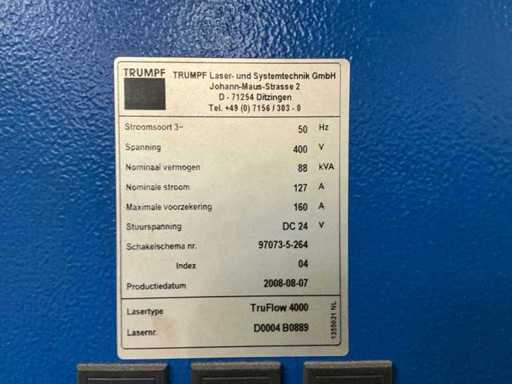 TRUMPF
TRUMPF Laser- und Systemtechnik GmbH
Johann-Maus-Strasse 2
D - 71254 Ditzingen
Tel. +49 (0) 7156 / 303 - 0
Stroomsoort 3~ 50 Hz
Spanning 400 V
Nominaal vermogen 88 kVA
Nominale stroom 127 A
Maximale voorzekering 160 A
Stuurspanning DC 24 V
Schakelschema nr. 97073-5-264
Index 04
Productiedatum 2008-08-07
Lasertype TruFlow 4000
Lasernr. D0004 B0889
1355021 NL